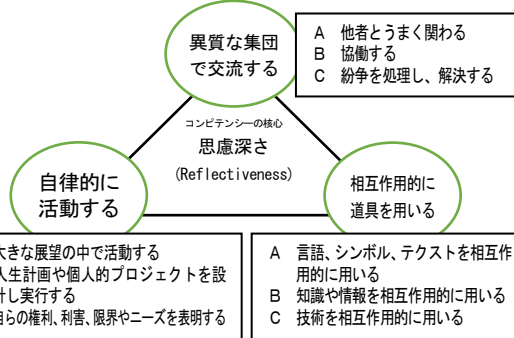 異質な集団
で交流する
A 他者とうまく関わる
B 協働する
C 紛争を処理し、解決する
コンピテンシーの核心
思慮深さ
(Reflectiveness)
自律的に
活動する
相互作用的に
道具を用いる
大きな展望の中で活動する
人生計画や個人的プロジェクトを設
計し実行する
自らの権利、利害、限界やニーズを表明する
A 言語、シンボル、テクストを相互作
用的に用いる
B 知識や情報を相互作用的に用いる
C 技術を相互作用的に用いる